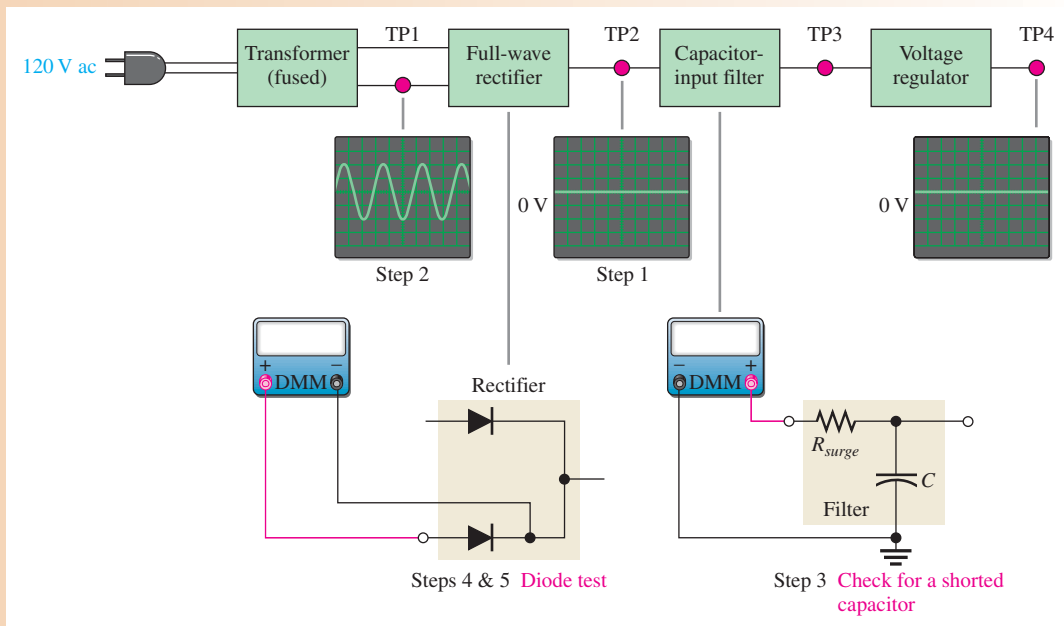 120 V ac
Transformer
(fused)
TP1
Full-wave
rectifier
TP2
Capacitor-
input filter
TP3
Voltage
regulator
TP4
0 V
0 V
Step 2
Step 1
+ −
DMM
Rectifier
− +
DMM
Rsurge
C
Filter
Steps 4 & 5 Diode test
Step 3 Check for a shorted
capacitor